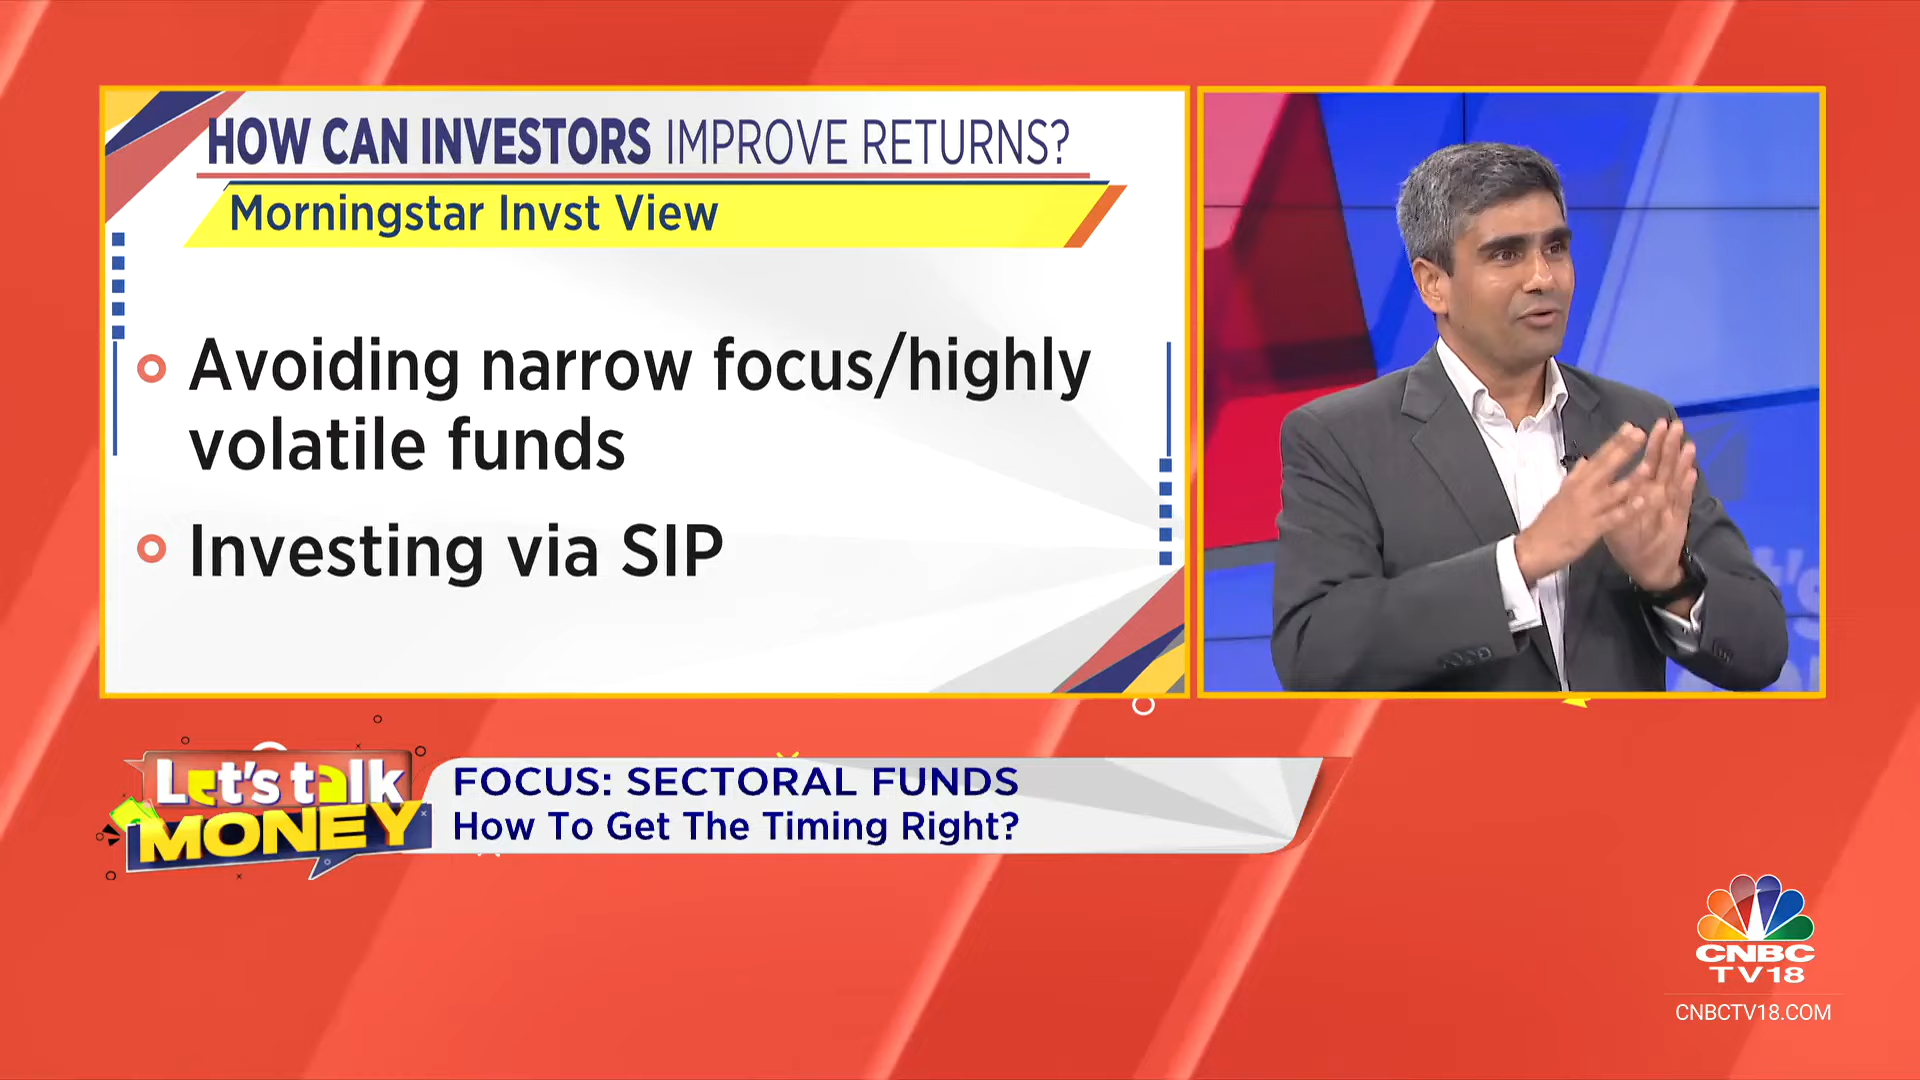 HOW CAN INVESTORS IMPROVE RETURNS?
Morningstar Invst View
Avoiding narrow focus/highly
volatile funds
Investing via SIP
Let's talk
MONEY
FOCUS: SECTORAL FUNDS
How To Get The Timing Right?
CNBC
TV18
CNBCTV18.COM